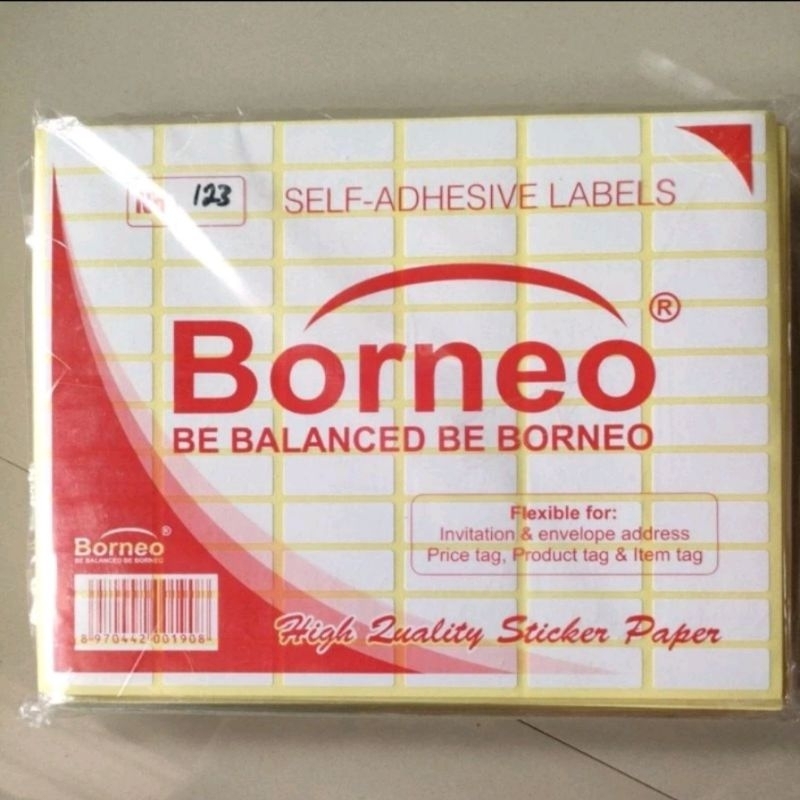 No. 123
SELF-ADHESIVE LABELS
Borneo®
BE BALANCED BE BORNEO
Flexible for:
Invitation & envelope address
Price tag, Product tag & Item tag
Borneo®
BE BALANCED BE BORNEO
8 970442 001908
High Quality Sticker Paper